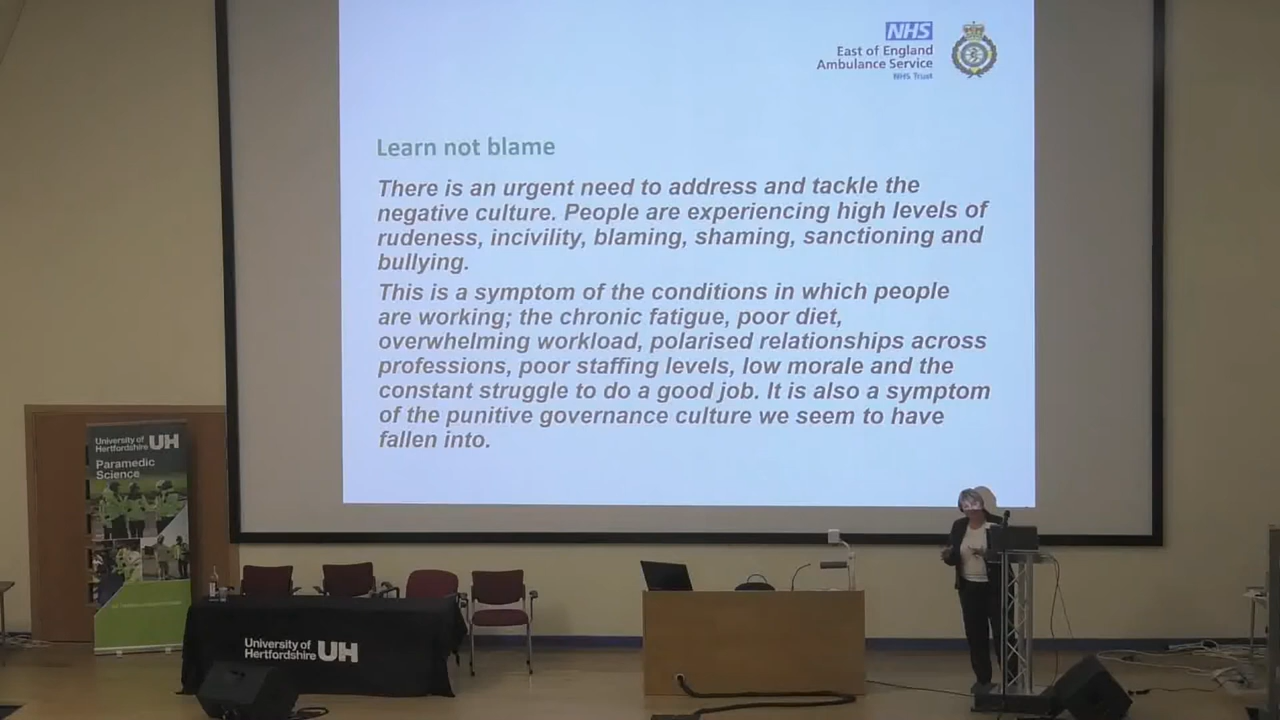 NHS
East of England
Ambulance Service
NHS Trust
Learn not blame
There is an urgent need to address and tackle the
negative culture. People are experiencing high levels of
rudeness, incivility, blaming, shaming, sanctioning and
bullying.
This is a symptom of the conditions in which people
are working; the chronic fatigue, poor diet,
overwhelming workload, polarised relationships across
professions, poor staffing levels, low morale and the
constant struggle to do a good job. It is also a symptom
of the punitive governance culture we seem to have
fallen into.
University of
Hertfordshire UH
Paramedic
Science
University of
Hertfordshire UH